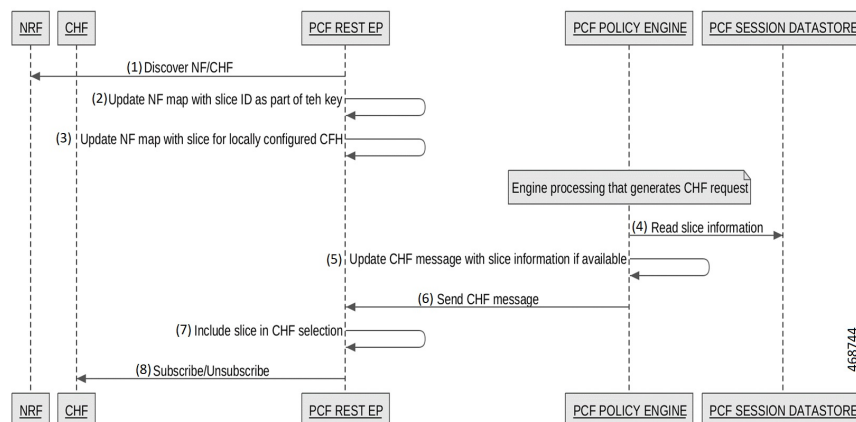 NRF
CHF
PCF REST EP
PCF POLICY ENGINE
PCF SESSION DATASTORE
(1) Discover NF/CHF
(2) Update NF map with slice ID as part of teh key
(3) Update NF map with slice for locally configured CFH
Engine processing that generates CHF request
(4) Read slice information
(5) Update CHF message with slice information if available
(6) Send CHF message
(7) Include slice in CHF selection
(8) Subscribe/Unsubscribe
468744
NRF
CHF
PCF REST EP
PCF POLICY ENGINE
PCF SESSION DATASTORE